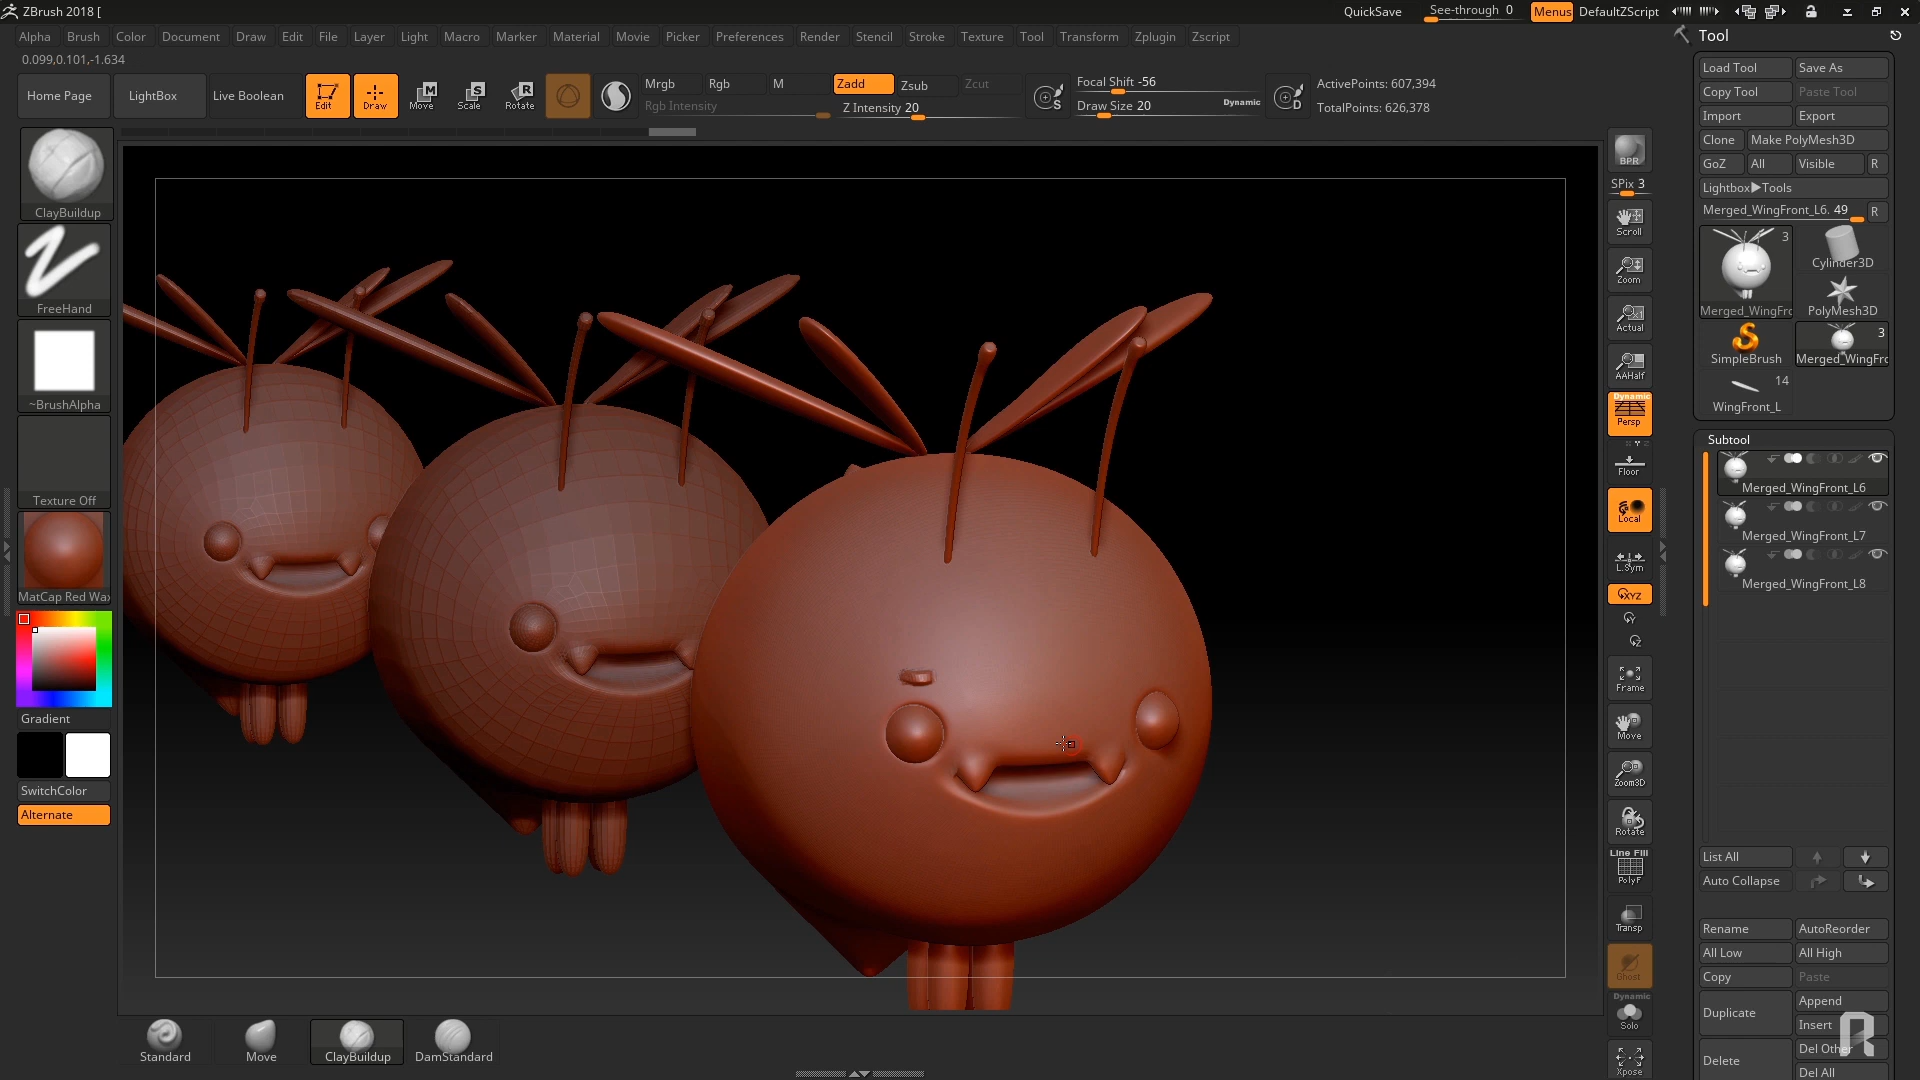 ZBrush 2018 [
QuickSave See-through 0 Menus DefaultZScript
Alpha Brush Color Document Draw Edit File Layer Light Macro Marker Material Movie Picker Preferences Render Stencil Stroke Texture Tool Transform Zplugin Zscript
0.099,0.101,-1.634
Home Page LightBox Live Boolean Edit Draw Move Scale Rotate
Mrgb Rgb M Zadd Zsub Zcut
Rgb Intensity Z Intensity 20
Focal Shift -56
Draw Size 20 Dynamic
ActivePoints: 607,394
TotalPoints: 626,378
ClayBuildup
FreeHand
~BrushAlpha
Texture Off
MatCap Red Wax
Gradient
SwitchColor
Alternate
Standard Move ClayBuildup DamStandard
BPR
SPix 3
Scroll
Zoom
Actual
AAHalf
Dynamic
Persp
Floor
Local
L.Sym
XYZ
Y
Z
Frame
Move
Zoom3D
Rotate
Line Fill
PolyF
Transp
Ghost
Dynamic
Solo
Xpose
Tool
Load Tool Save As
Copy Tool Paste Tool
Import Export
Clone Make PolyMesh3D
GoZ All Visible R
Lightbox▶Tools
Merged_WingFront_L6. 49 R
3
Merged_WingFrc Cylinder3D
PolyMesh3D
SimpleBrush
3
Merged_WingFrc
14
WingFront_L
Subtool
Merged_WingFront_L6
Merged_WingFront_L7
Merged_WingFront_L8
List All
Auto Collapse
Rename AutoReorder
All Low All High
Copy Paste
Duplicate Append
Insert
Delete Del Other
Del All